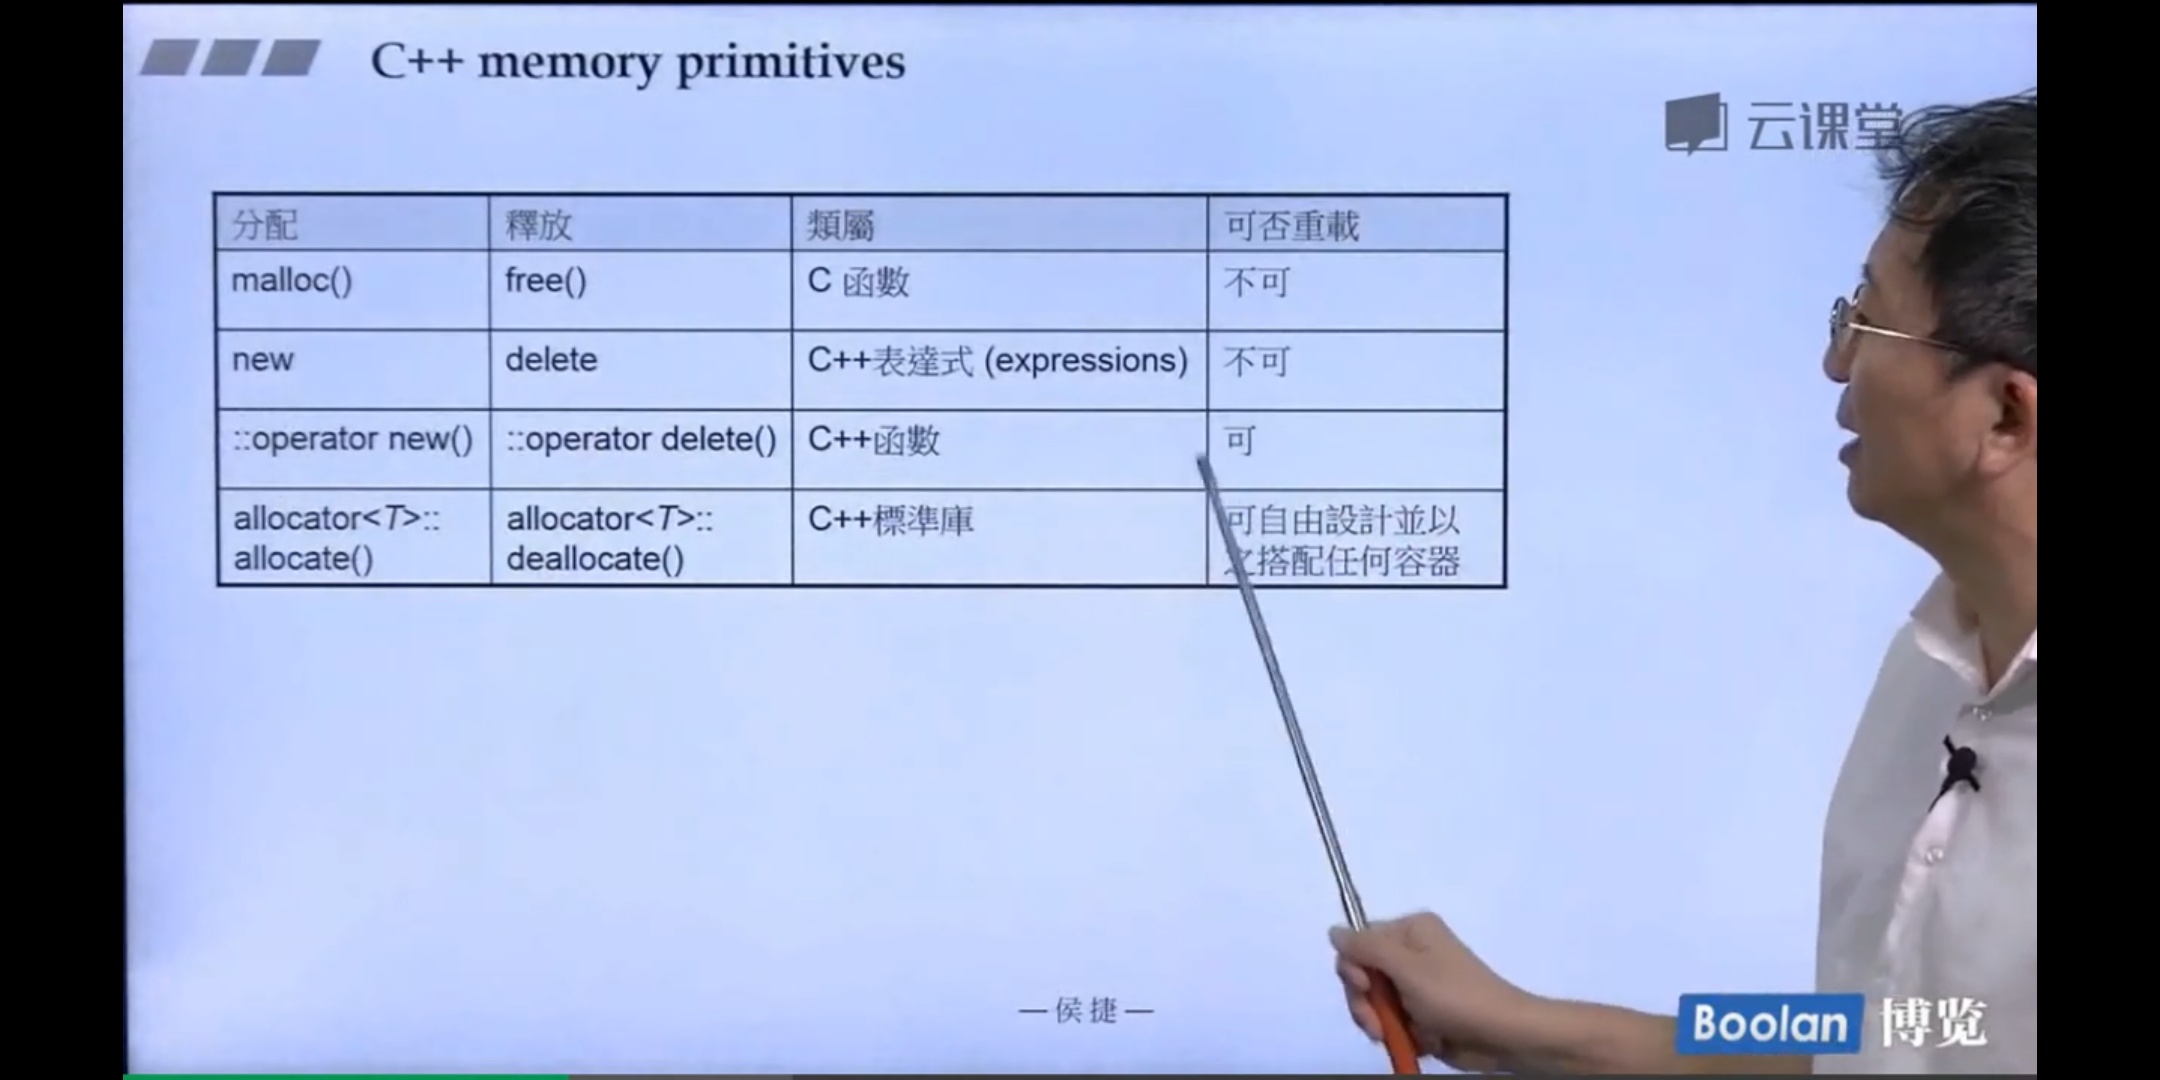 C++ memory primitives
云课堂
分配 釋放 類屬 可否重載
malloc() free() C 函數 不可
new delete C++表達式 (expressions) 不可
::operator new() ::operator delete() C++函數 可
allocator<T>:: allocator<T>:: C++標準庫 可自由設計並以
allocate() deallocate() 之搭配任何容器
—侯捷—
Boolan 博览